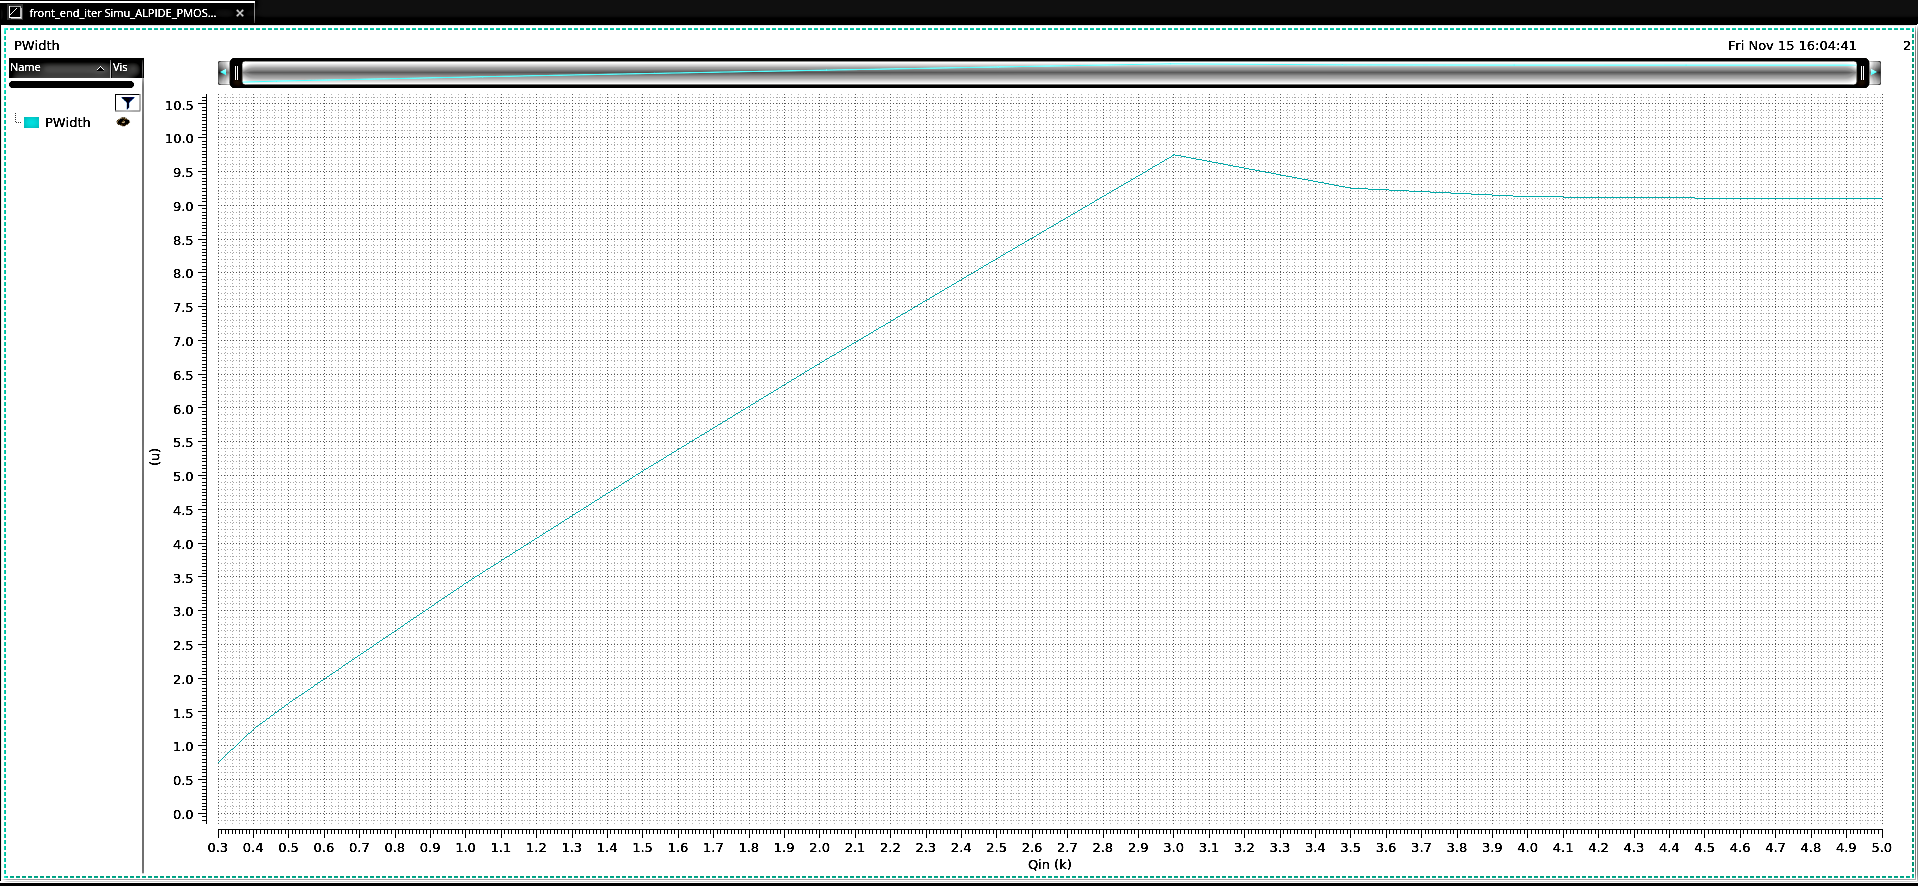 front_end_iter Simu_ALPIDE_PMOS... ×
PWidth
Fri Nov 15 16:04:41 2
Name Vis
PWidth
10.5
10.0
9.5
9.0
8.5
8.0
7.5
7.0
6.5
6.0
5.5
5.0
4.5
4.0
3.5
3.0
2.5
2.0
1.5
1.0
0.5
0.0
(u)
0.3 0.4 0.5 0.6 0.7 0.8 0.9 1.0 1.1 1.2 1.3 1.4 1.5 1.6 1.7 1.8 1.9 2.0 2.1 2.2 2.3 2.4 2.5 2.6 2.7 2.8 2.9 3.0 3.1 3.2 3.3 3.4 3.5 3.6 3.7 3.8 3.9 4.0 4.1 4.2 4.3 4.4 4.5 4.6 4.7 4.8 4.9 5.0
Qin (k)